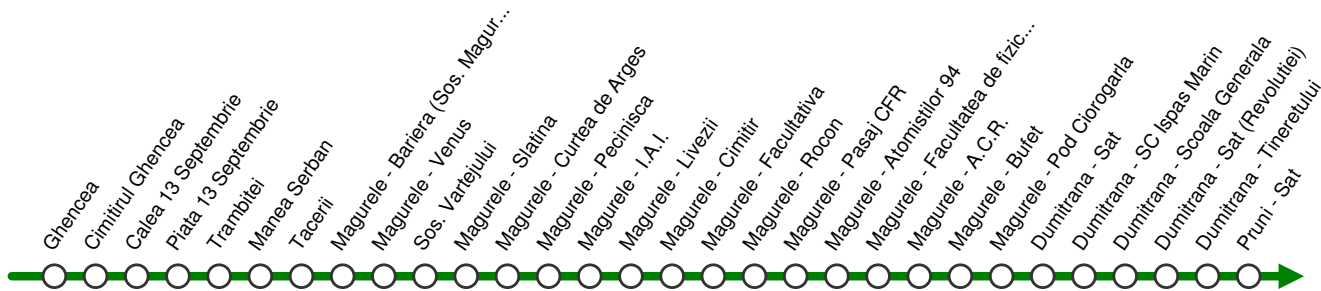 Ghencea
Cimitirul Ghencea
Calea 13 Septembrie
Piata 13 Septembrie
Trambitei
Manea Serban
Tacerii
Magurele - Bariera (Sos. Magur...
Magurele - Venus
Sos. Vartejului
Magurele - Slatina
Magurele - Curtea de Arges
Magurele - Pecinisca
Magurele - I.A.I.
Magurele - Livezii
Magurele - Cimitir
Magurele - Facultativa
Magurele - Rocon
Magurele - Pasaj CFR
Magurele - Atomistilor 94
Magurele - Facultatea de fizic...
Magurele - A.C.R.
Magurele - Bufet
Magurele - Pod Ciorogarla
Dumitrana - Sat
Dumitrana - SC Ispas Marin
Dumitrana - Scoala Generala
Dumitrana - Sat (Revolutiei)
Dumitrana - Tineretului
Pruni - Sat